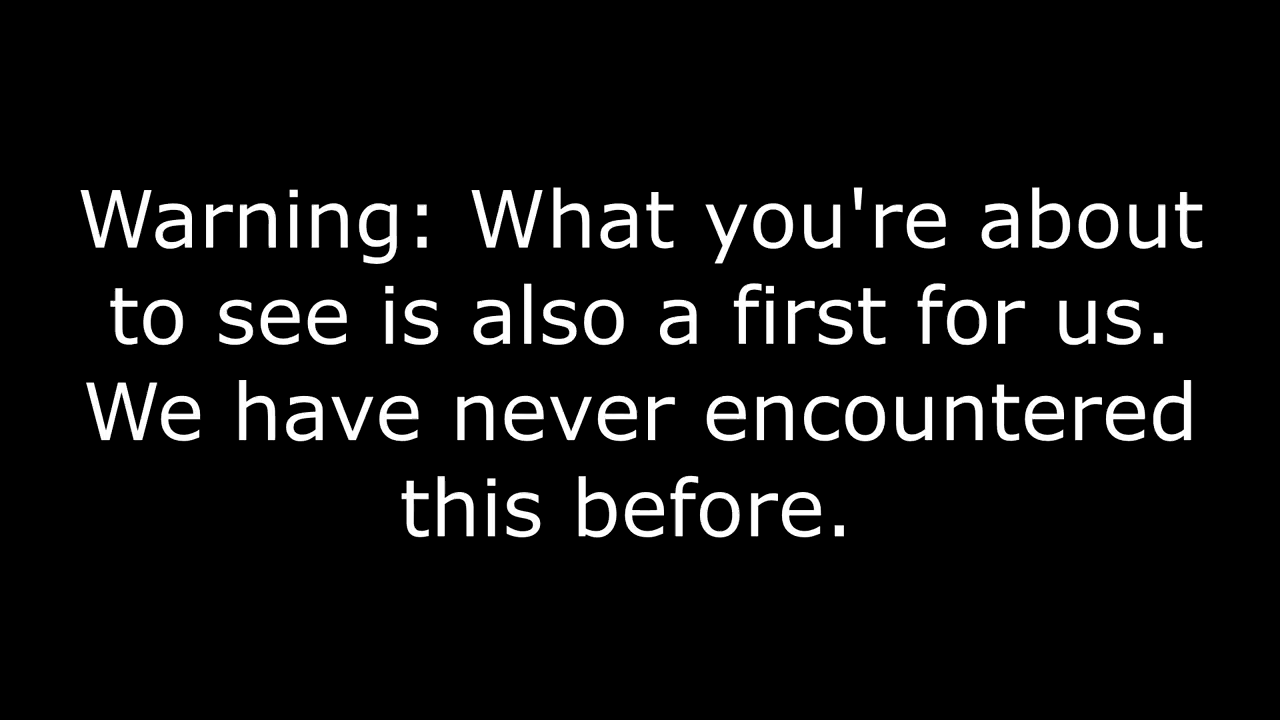 Warning: What you're about
to see is also a first for us.
We have never encountered
this before.